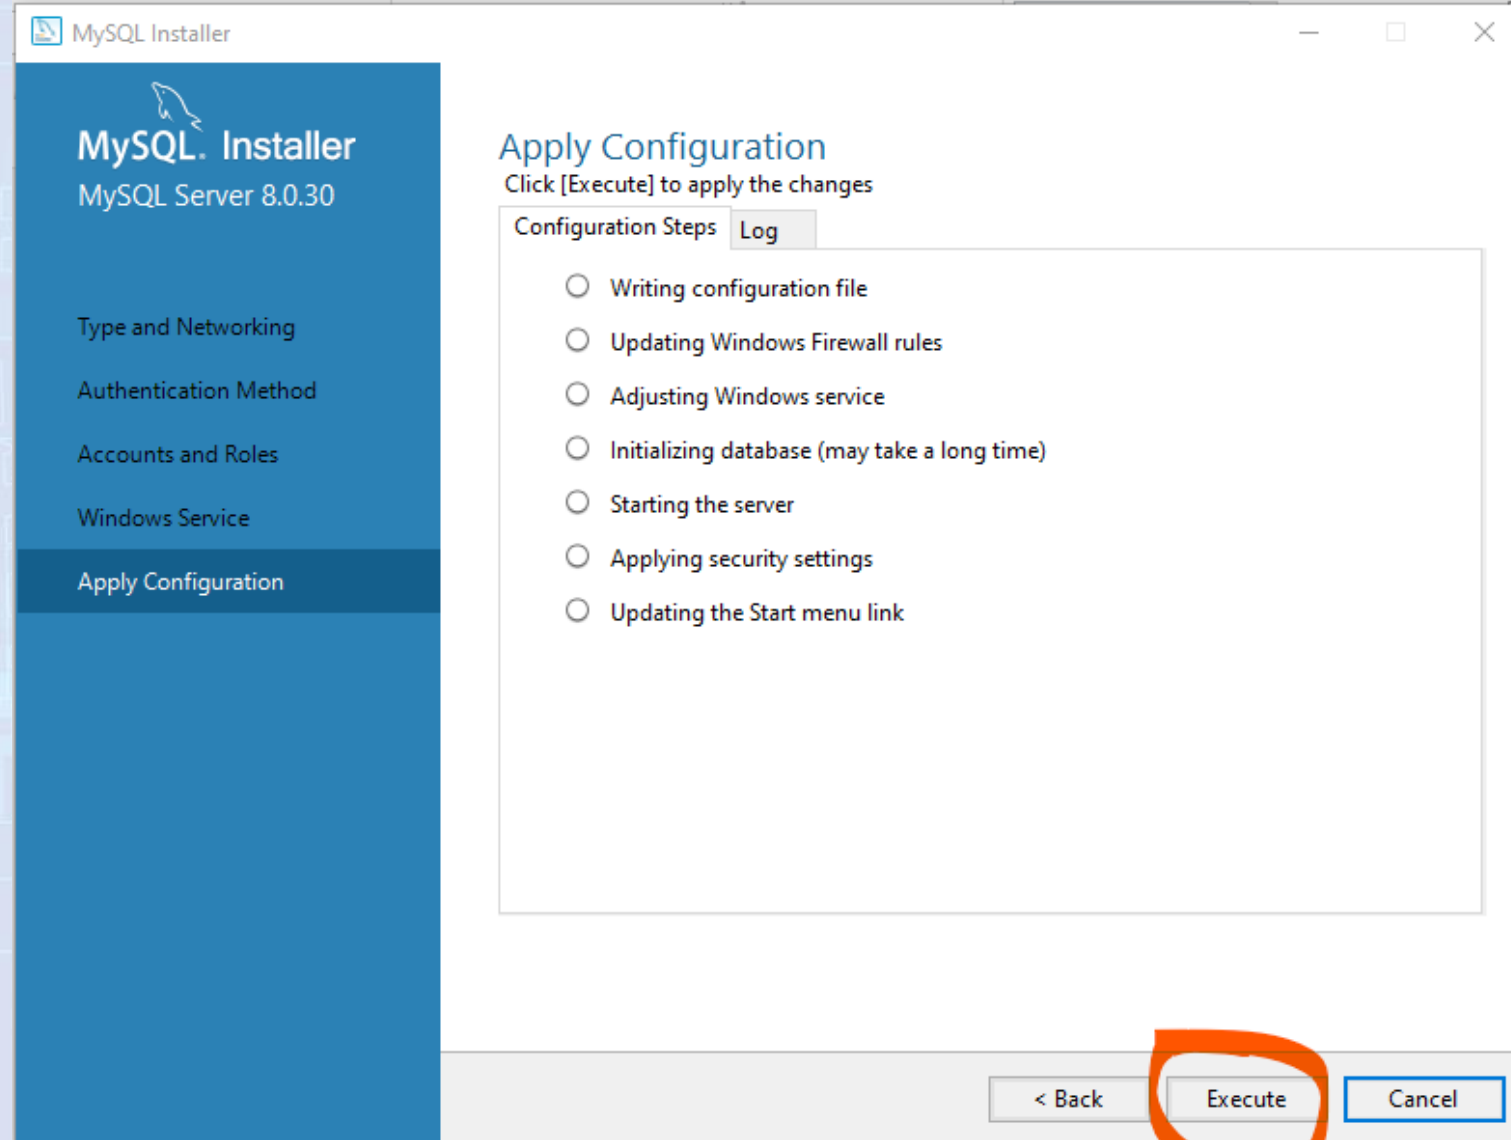 MySQL Installer
MySQL. Installer
MySQL Server 8.0.30
Type and Networking
Authentication Method
Accounts and Roles
Windows Service
Apply Configuration
Apply Configuration
Click [Execute] to apply the changes
Configuration Steps
Log
Writing configuration file
Updating Windows Firewall rules
Adjusting Windows service
Initializing database (may take a long time)
Starting the server
Applying security settings
Updating the Start menu link
< Back
Execute
Cancel